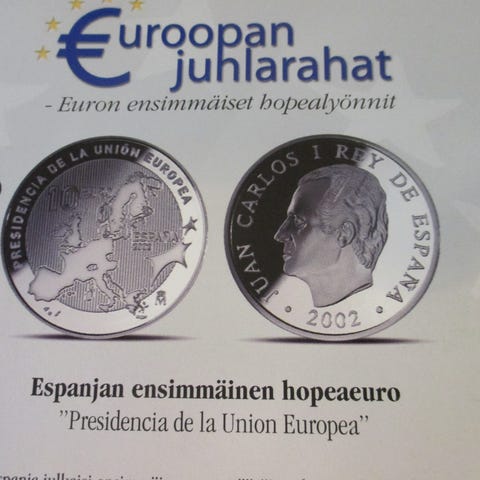 €uroopan
juhlarahat
- Euron ensimmäiset hopealyönnit
PRESIDENCIA DE LA UNIÓN EUROPEA
10
ESPAÑA
2002
JUAN CARLOS I REY DE ESPAÑA
• 2002 •
Espanjan ensimmäinen hopeaeuro
”Presidencia de la Union Europea”